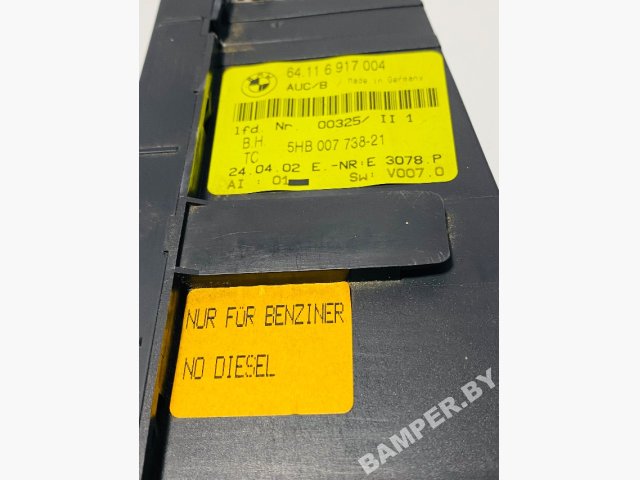 BMW
64.11 6 917 004
AUC/B / Made in Germany
lfd. Nr. 00325/ II 1
B.H 5HB 007 738-21
TC
24.04.02 E.-NR:E 3078.P
AI : 01 SW: V007.0
NUR FÜR BENZINER
NO DIESEL
BAMPER.BY